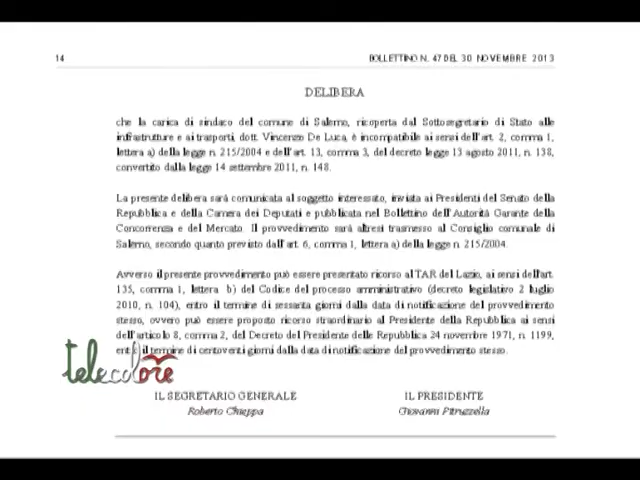 14
BOLLETTINO N. 47 DEL 30 NOVEMBRE 2013
DELIBERA
che la carica di sindaco del comune di Salerno, ricoperta dal Sottosegretario di Stato alle
infrastrutture e ai trasporti, dott. Vincenzo De Luca, è incompatibile ai sensi dell'art. 2, comma 1,
lettera a) della legge n. 215/2004 e dell'art. 13, comma 3, del decreto legge 13 agosto 2011, n. 138,
convertito dalla legge 14 settembre 2011, n. 148.
La presente delibera sarà comunicata al soggetto interessato, inviata ai Presidenti del Senato della
Repubblica e della Camera dei Deputati e pubblicata nel Bollettino dell'Autorità Garante della
Concorrenza e del Mercato. Il provvedimento sarà altresì trasmesso al Consiglio comunale di
Salerno, secondo quanto previsto dall'art. 6, comma 1, lettera a) della legge n. 215/2004.
Avverso il presente provvedimento può essere presentato ricorso al TAR del Lazio, ai sensi dell'art.
135, comma 1, lettera b) del Codice del processo amministrativo (decreto legislativo 2 luglio
2010, n. 104), entro il termine di sessanta giorni dalla data di notificazione del provvedimento
stesso, ovvero può essere proposto ricorso straordinario al Presidente della Repubblica ai sensi
dell'articolo 8, comma 2, del Decreto del Presidente delle Repubblica 24 novembre 1971, n. 1199,
entro il termine di centoventi giorni dalla data di notificazione del provvedimento stesso.
telecolore
IL SEGRETARIO GENERALE
Roberto Chieppa
IL PRESIDENTE
Giovanni Pitruzzella